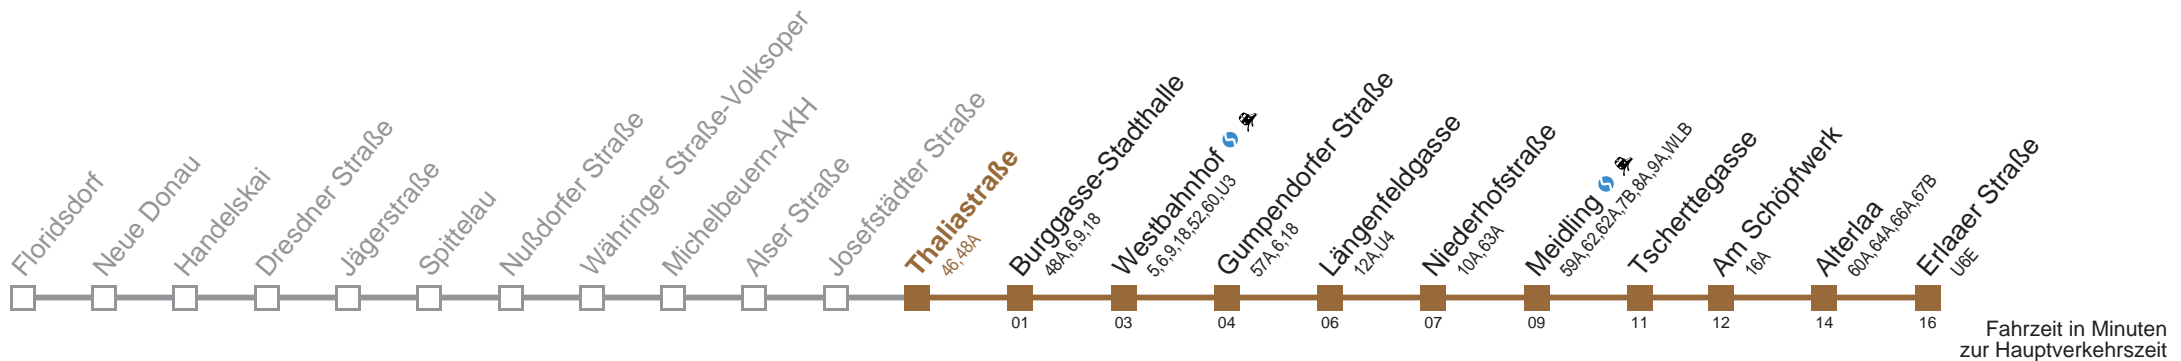 Floridsdorf
Neue Donau
Handelskai
Dresdner Straße
Jägerstraße
Spittelau
Nußdorfer Straße
Währinger Straße-Volksoper
Michelbeuern-AKH
Alser Straße
Josefstädter Straße
Thaliastraße
46,48A
Burggasse-Stadthalle
48A,6,9,18
Westbahnhof
5,6,9,18,52,60,U3
Gumpendorfer Straße
57A,6,18
Längenfeldgasse
12A,U4
Niederhofstraße
10A,63A
Meidling
59A,62,62A,7B,8A,9A,WLB
Tscherttegasse
Am Schöpfwerk
16A
Alterlaa
60A,64A,66A,67B
Erlaaer Straße
U6E
01 03 04 06 07 09 11 12 14 16
Fahrzeit in Minuten
zur Hauptverkehrszeit